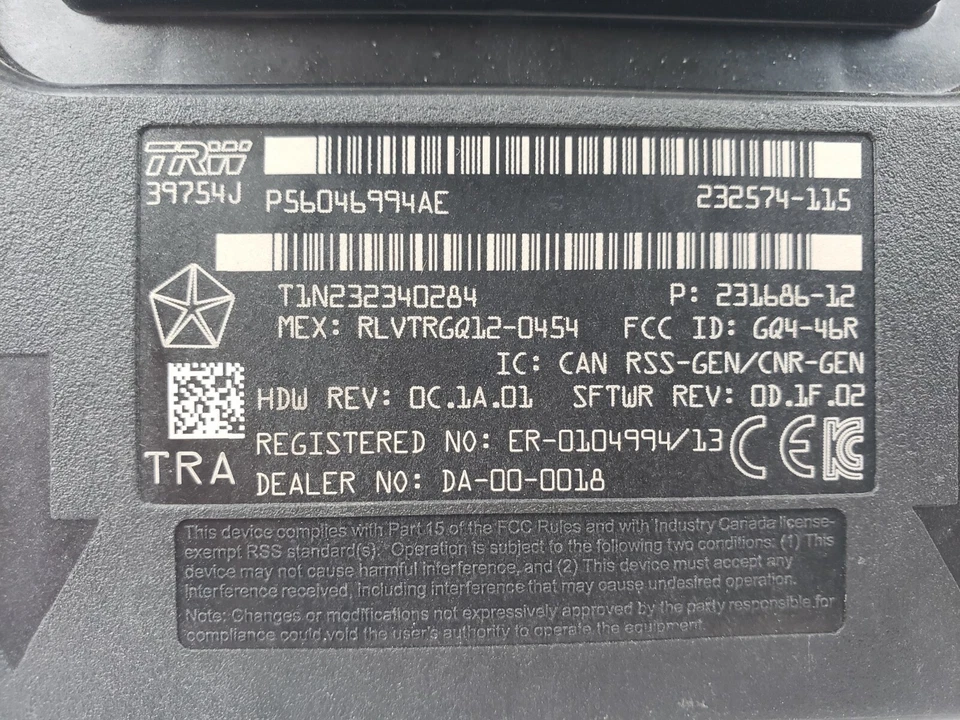 TRW
39754J
P56046994AE 232574-115
T1N232340284 P: 231686-12
MEX: RLVTRGQ12-0454 FCC ID: GQ4-46R
IC: CAN RSS-GEN/CNR-GEN
HDW REV: 0C.1A.01 SFTWR REV: 0D.1F.02
REGISTERED NO: ER-0104994/13 CE
TRA
DEALER NO: DA-00-0018
This device complies with Part 15 of the FCC Rules and with Industry Canada license-
exempt RSS standard(s). Operation is subject to the following two conditions: (1) This
device may not cause harmful interference, and (2) This device must accept any
interference received, including interference that may cause undesired operation.
Note: Changes or modifications not expressively approved by the party responsible for
compliance could void the user's authority to operate the equipment.